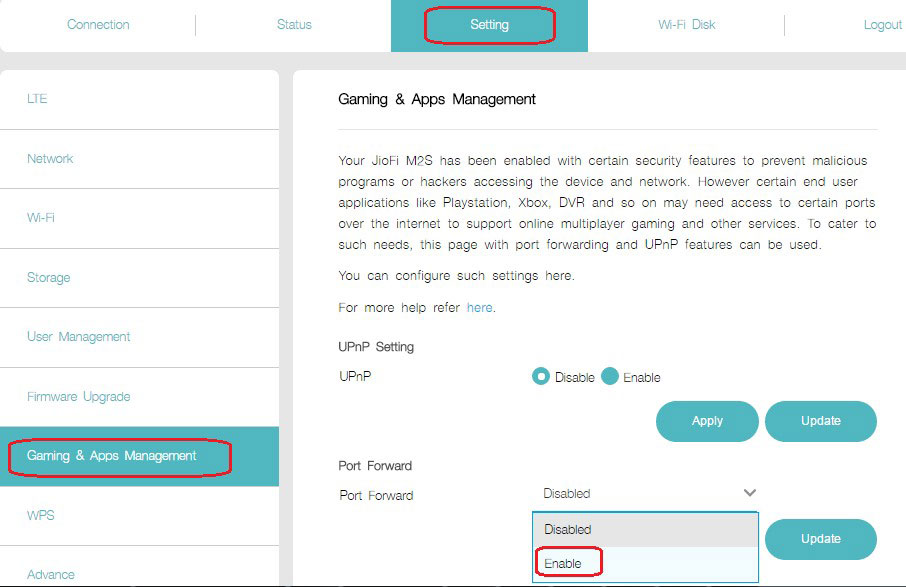 Connection
Status
Setting
Wi-Fi Disk
Logout
LTE
Network
Wi-Fi
Storage
User Management
Firmware Upgrade
Gaming & Apps Management
WPS
Advance
Gaming & Apps Management
Your JioFi M2S has been enabled with certain security features to prevent malicious
programs or hackers accessing the device and network. However certain end user
applications like Playstation, Xbox, DVR and so on may need access to certain ports
over the internet to support online multiplayer gaming and other services. To cater to
such needs, this page with port forwarding and UPnP features can be used.
You can configure such settings here.
For more help refer here.
UPnP Setting
UPnP
Disable
Enable
Apply
Update
Port Forward
Port Forward
Disabled
Disabled
Enable
Update